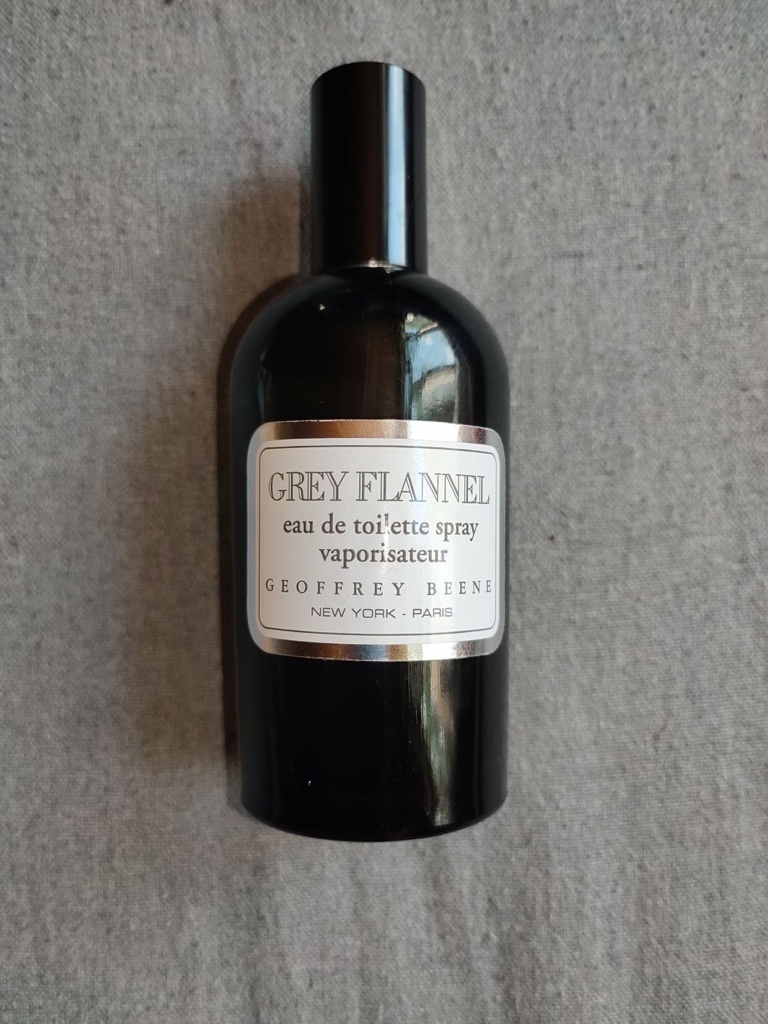 GREY FLANNEL
eau de toilette spray
vaporisateur
GEOFFREY BEENE
NEW YORK - PARIS